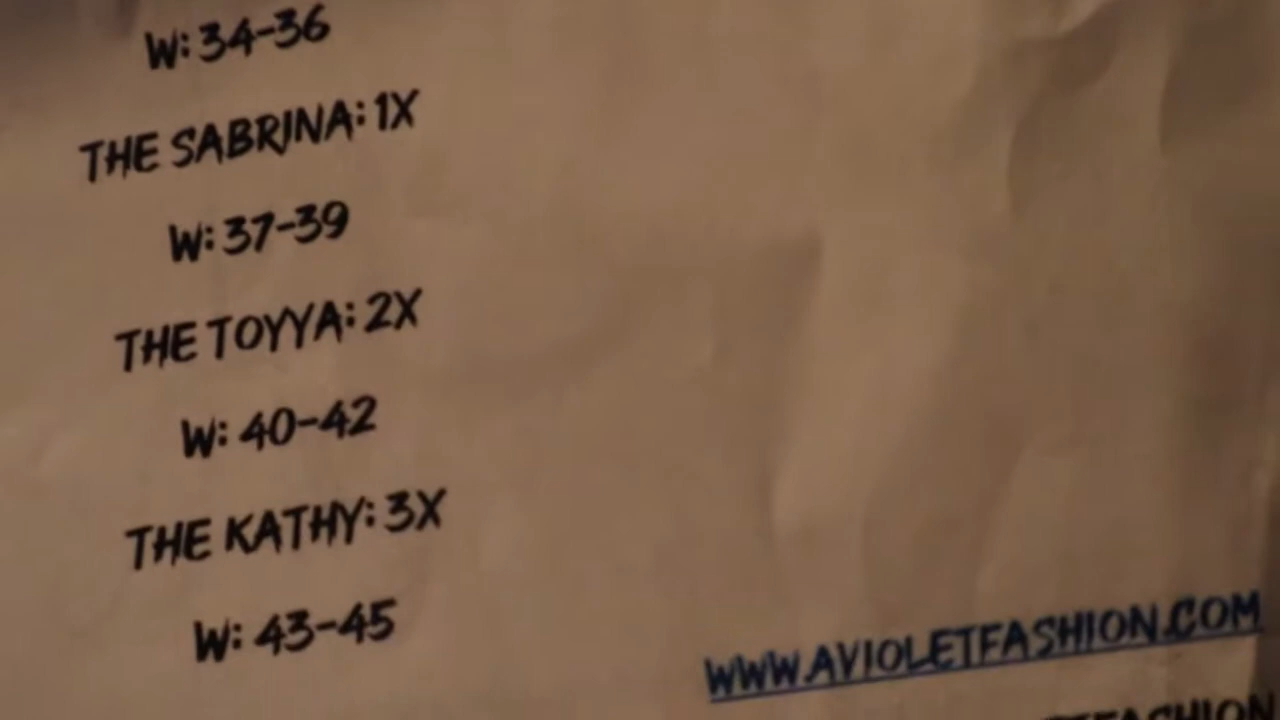 W: 34-36
THE SABRINA: 1X
W: 37-39
THE TOYYA: 2X
W: 40-42
THE KATHY: 3X
W: 43-45
WWW.AVIOLETFASHION.COM